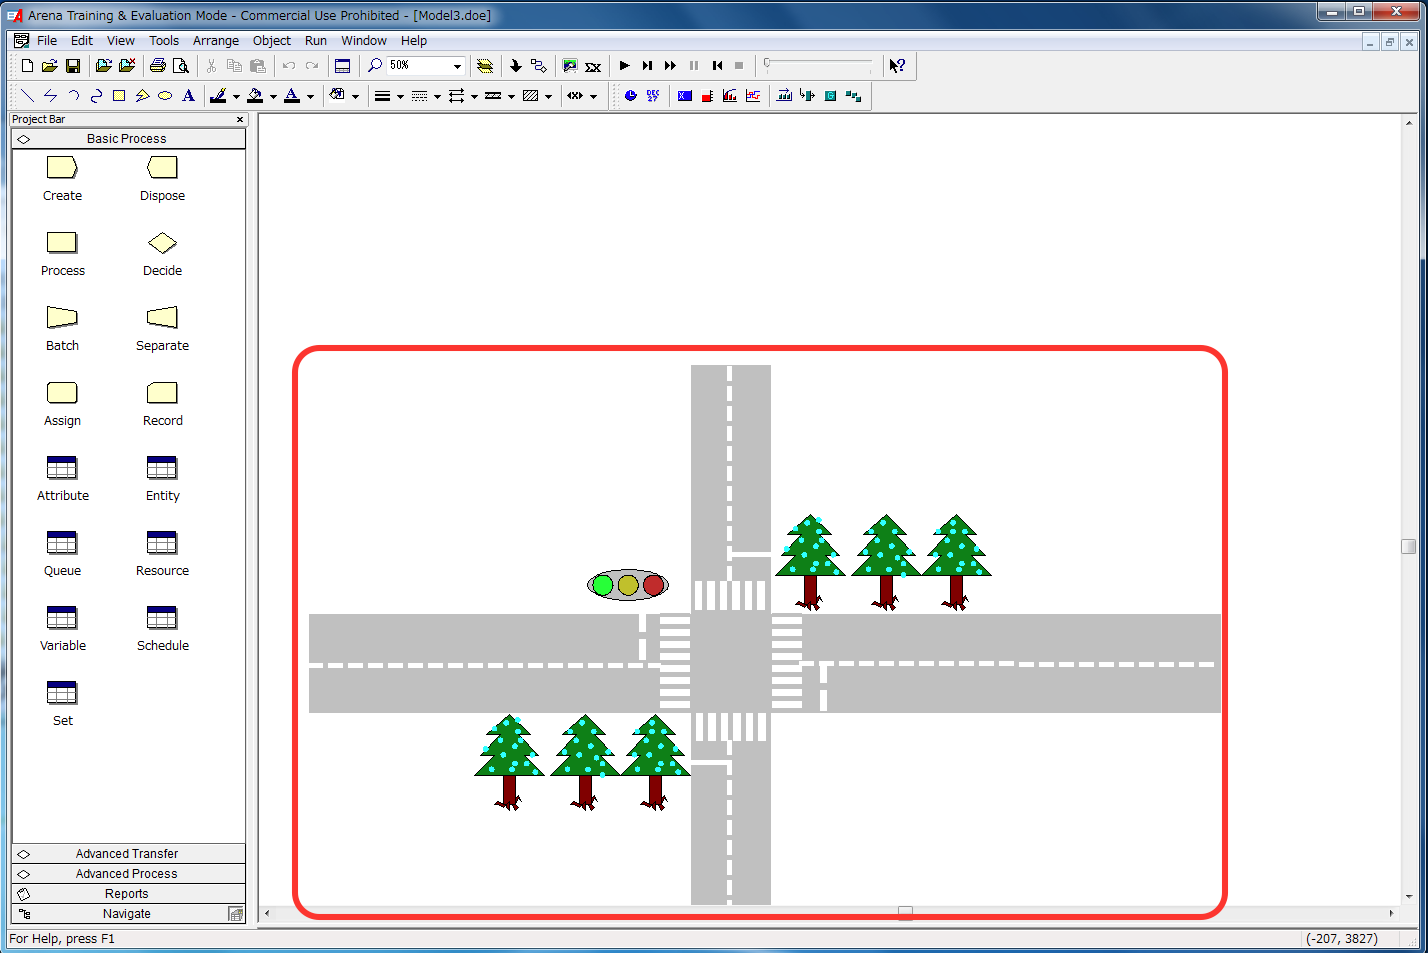 Arena Training & Evaluation Mode - Commercial Use Prohibited - [Model3.doe]
File Edit View Tools Arrange Object Run Window Help
50%
DEC
27
Project Bar
Basic Process
Create Dispose
Process Decide
Batch Separate
Assign Record
Attribute Entity
Queue Resource
Variable Schedule
Set
Advanced Transfer
Advanced Process
Reports
Navigate
For Help, press F1
(-207, 3827)